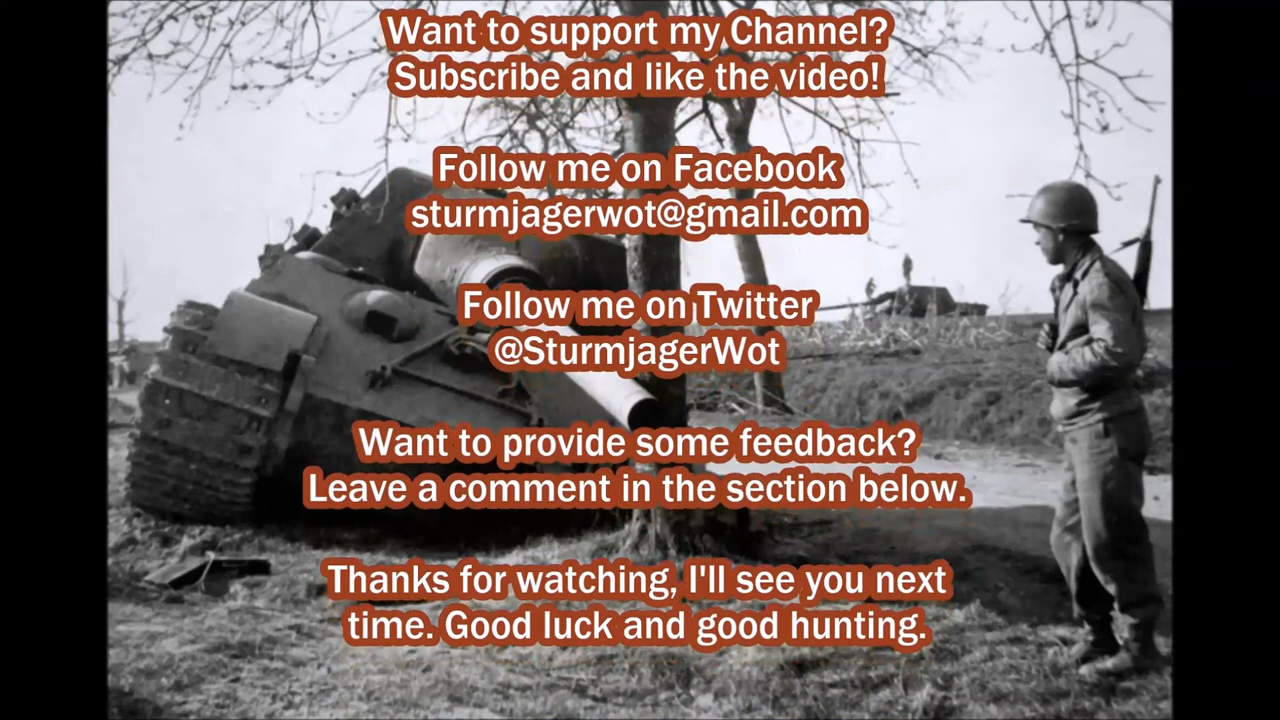 Want to support my Channel?
Subscribe and like the video!
Follow me on Facebook
sturmjagerwot@gmail.com
Follow me on Twitter
@SturmjagerWot
Want to provide some feedback?
Leave a comment in the section below.
Thanks for watching, I'll see you next
time. Good luck and good hunting.